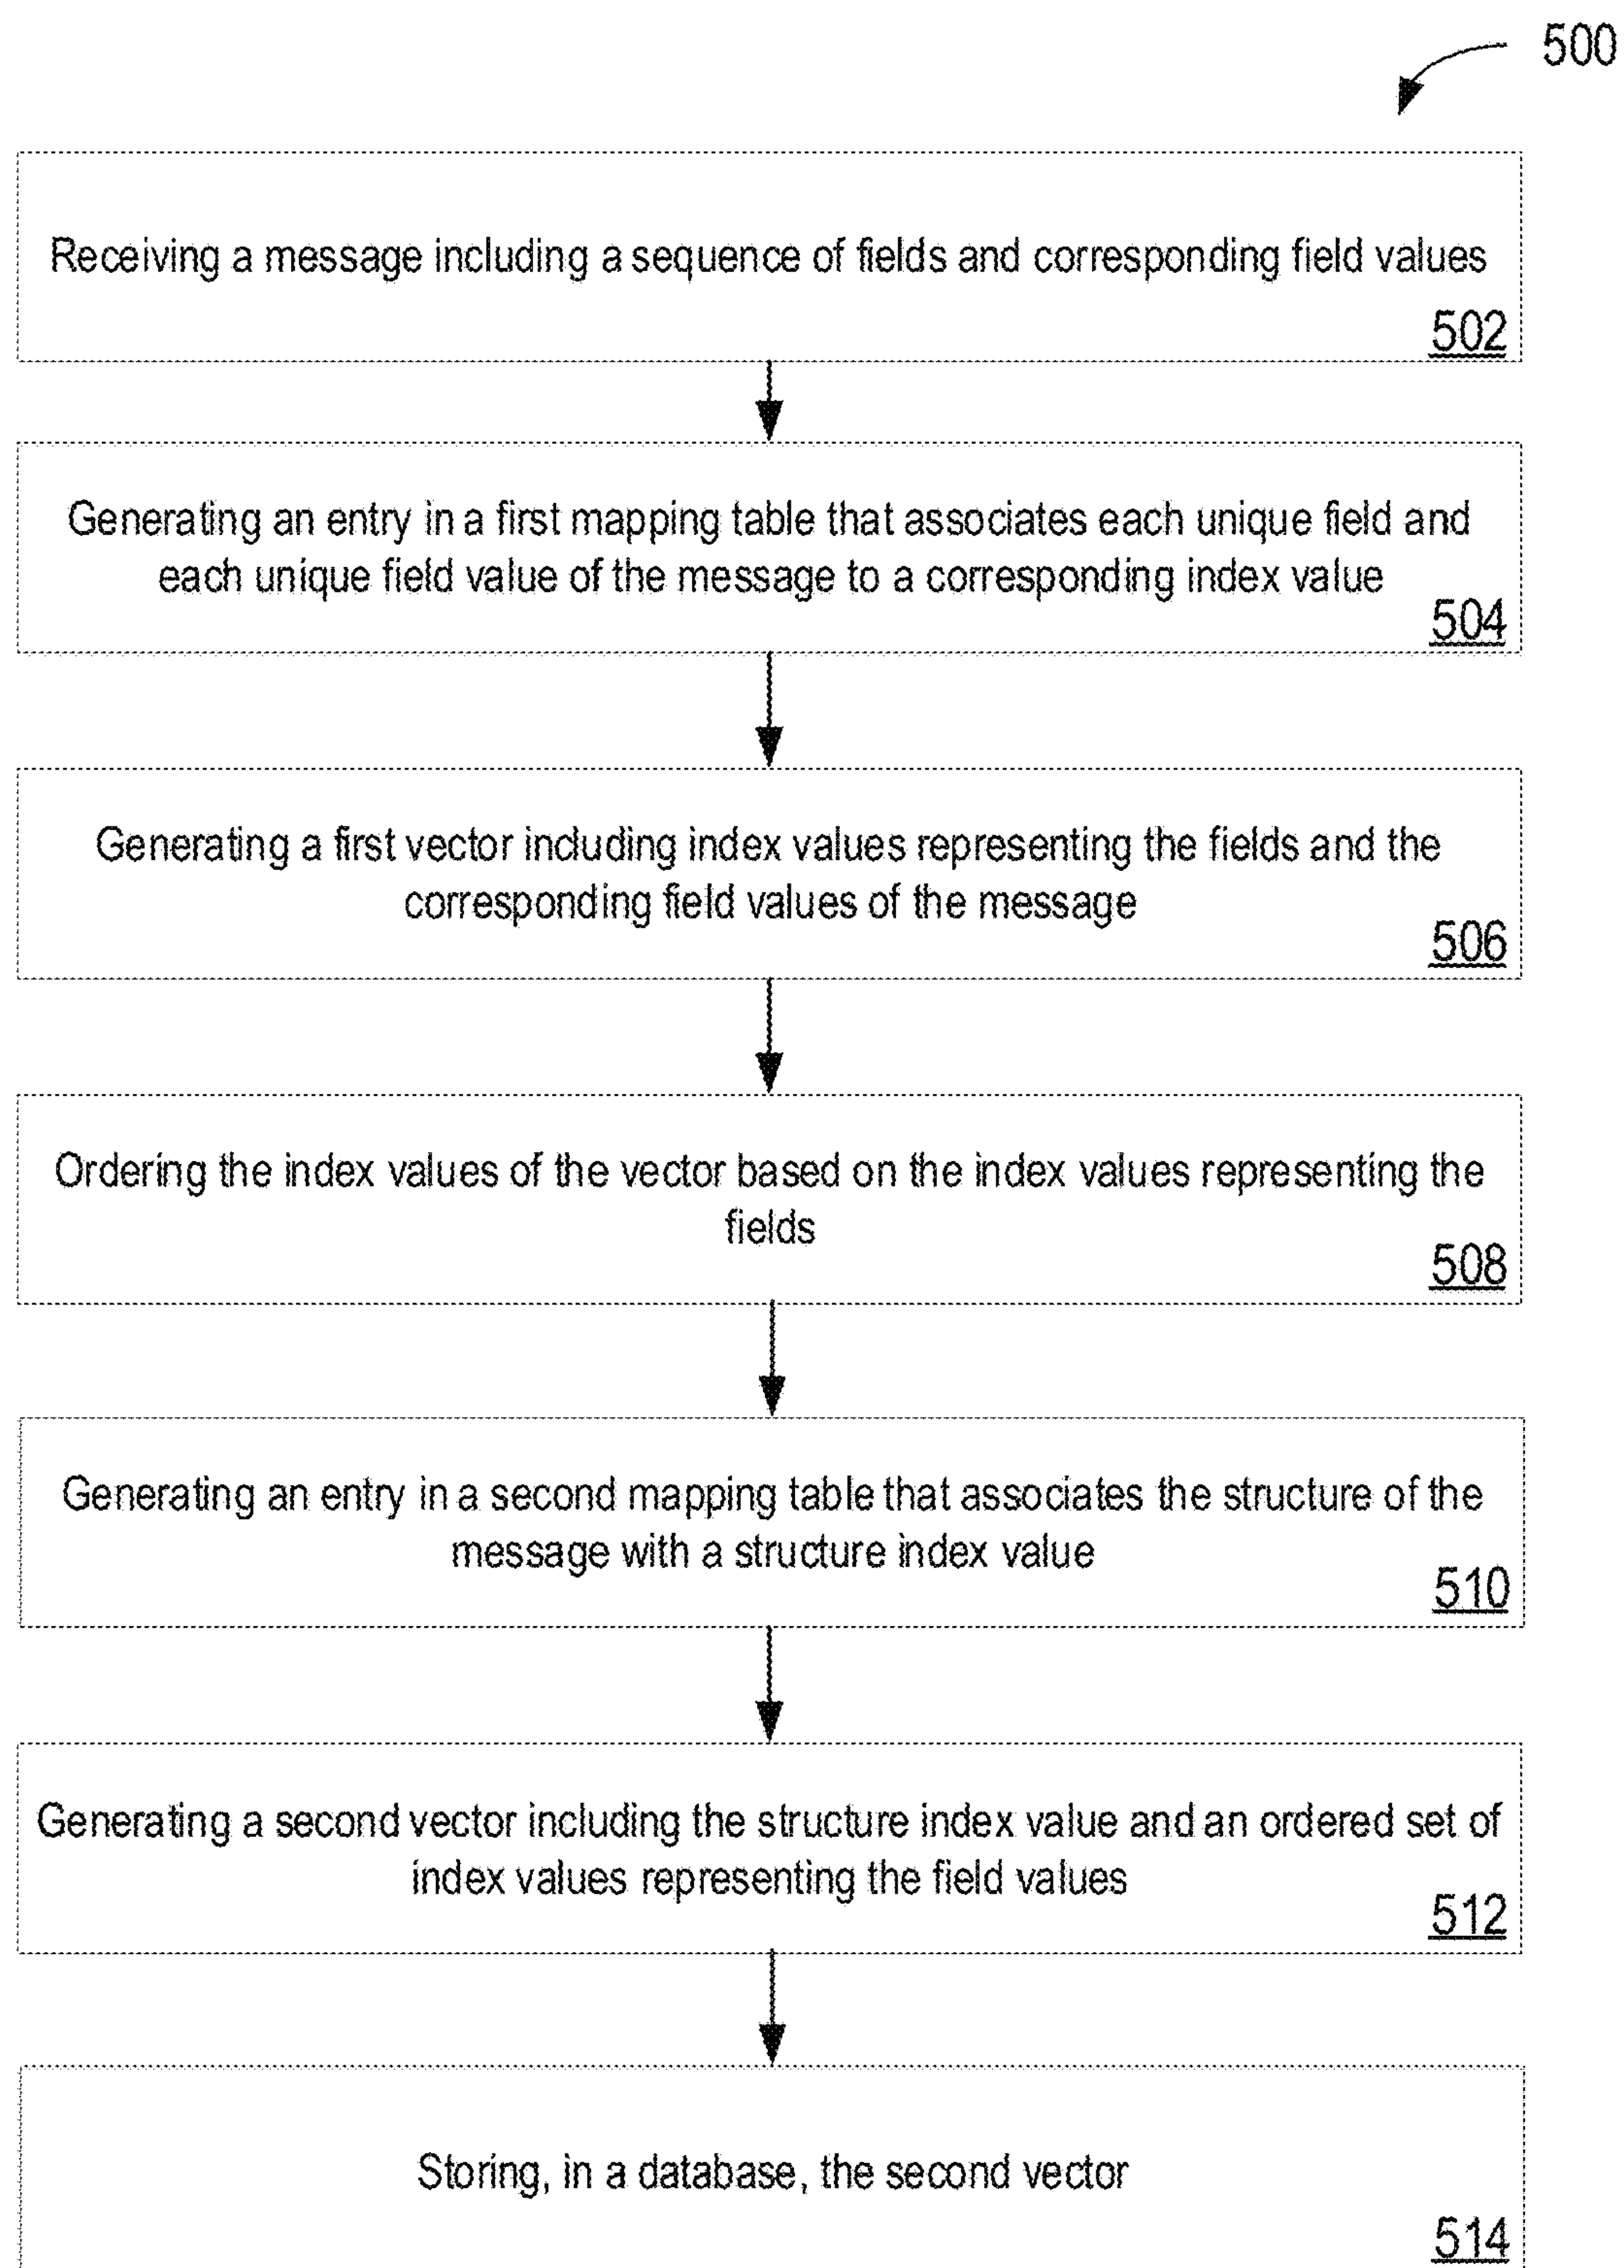 500
Receiving a message including a sequence of fields and corresponding field values
502
Generating an entry in a first mapping table that associates each unique field and
each unique field value of the message to a corresponding index value
504
Generating a first vector including index values representing the fields and the
corresponding field values of the message
506
Ordering the index values of the vector based on the index values representing the
fields
508
Generating an entry in a second mapping table that associates the structure of the
message with a structure index value
510
Generating a second vector including the structure index value and an ordered set of
index values representing the field values
512
Storing, in a database, the second vector
514